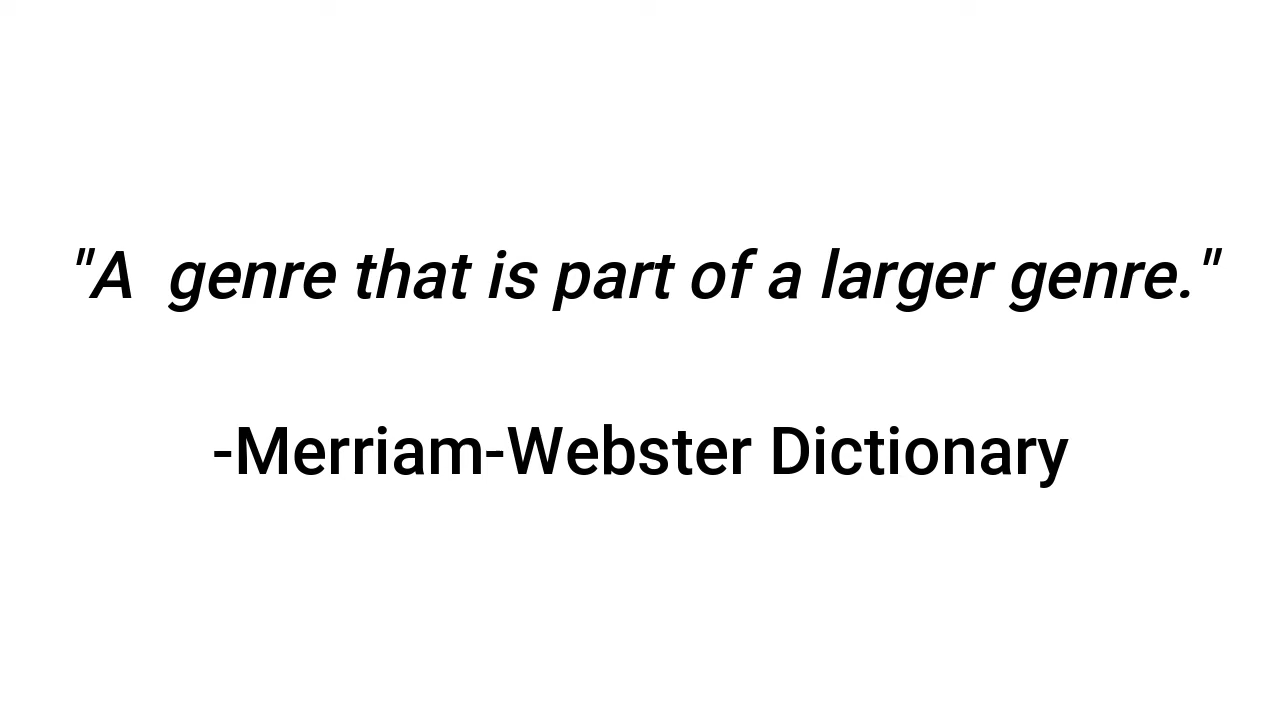 "A  genre that is part of a larger genre."
-Merriam-Webster Dictionary